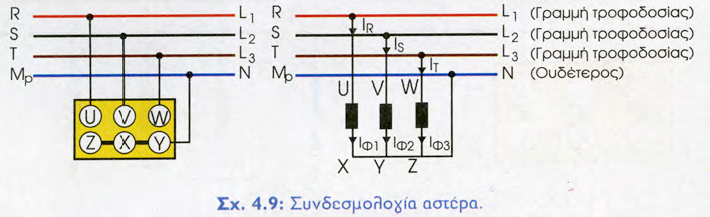 R L1
S L2
T L3
Mp N
U V W
Z X Y
R L1 (Γραμμή τροφοδοσίας)
IR
S L2 (Γραμμή τροφοδοσίας)
IS
T L3 (Γραμμή τροφοδοσίας)
IT
Mp N (Ουδέτερος)
U V W
IΦ1 IΦ2 IΦ3
X Y Z
Σχ. 4.9: Συνδεσμολογία αστέρα.